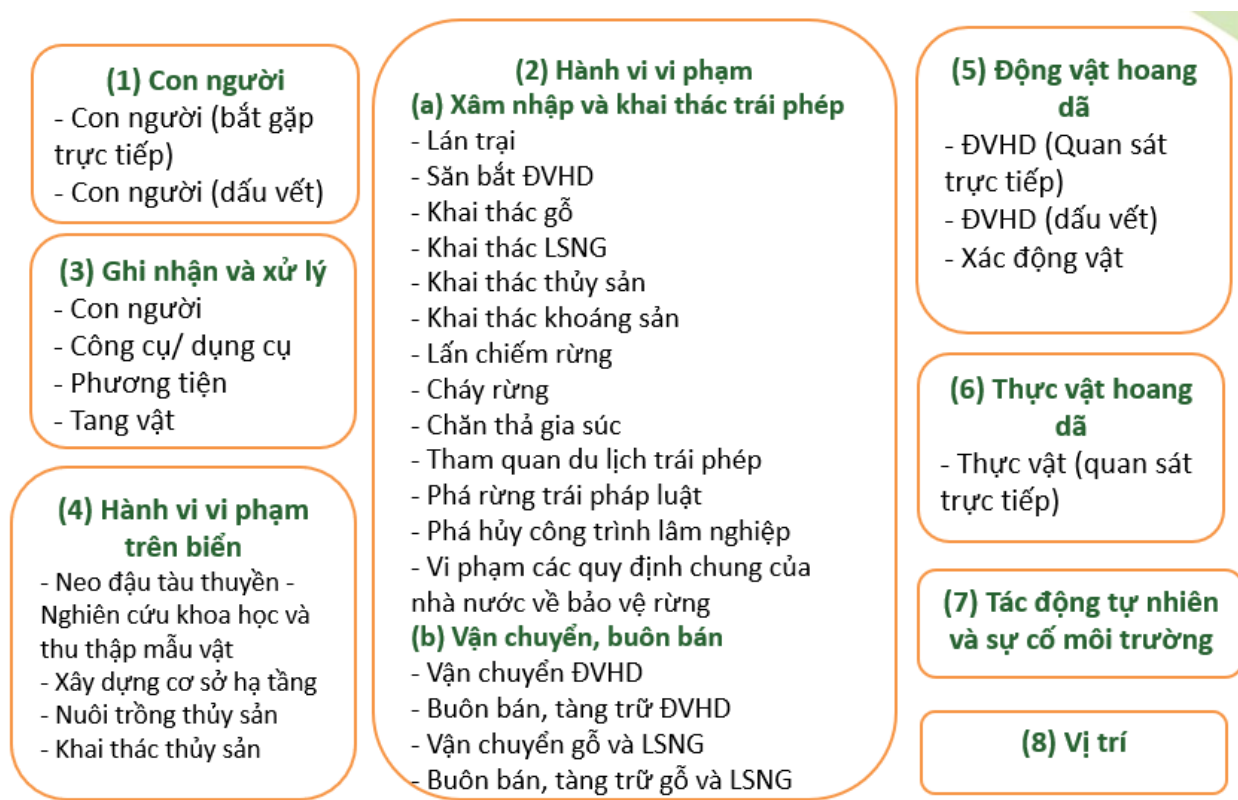 (1) Con người
- Con người (bắt gặp
trực tiếp)
- Con người (dấu vết)
(2) Hành vi vi phạm
(a) Xâm nhập và khai thác trái phép
- Lán trại
- Săn bắt ĐVHD
- Khai thác gỗ
- Khai thác LSNG
- Khai thác thủy sản
- Khai thác khoáng sản
- Lấn chiếm rừng
- Cháy rừng
- Chăn thả gia súc
- Tham quan du lịch trái phép
- Phá rừng trái pháp luật
- Phá hủy công trình lâm nghiệp
- Vi phạm các quy định chung của
nhà nước về bảo vệ rừng
(b) Vận chuyển, buôn bán
- Vận chuyển ĐVHD
- Buôn bán, tàng trữ ĐVHD
- Vận chuyển gỗ và LSNG
- Buôn bán, tàng trữ gỗ và LSNG
(3) Ghi nhận và xử lý
- Con người
- Công cụ/ dụng cụ
- Phương tiện
- Tang vật
(4) Hành vi vi phạm
trên biển
- Neo đậu tàu thuyền -
Nghiên cứu khoa học và
thu thập mẫu vật
- Xây dựng cơ sở hạ tầng
- Nuôi trồng thủy sản
- Khai thác thủy sản
(5) Động vật hoang
dã
- ĐVHD (Quan sát
trực tiếp)
- ĐVHD (dấu vết)
- Xác động vật
(6) Thực vật hoang
dã
- Thực vật (quan sát
trực tiếp)
(7) Tác động tự nhiên
và sự cố môi trường
(8) Vị trí